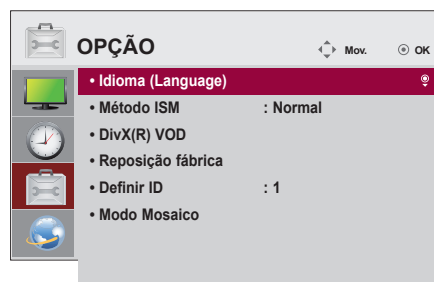 OPÇÃO Mov. OK
• Idioma (Language)
• Método ISM : Normal
• DivX(R) VOD
• Reposição fábrica
• Definir ID : 1
• Modo Mosaico